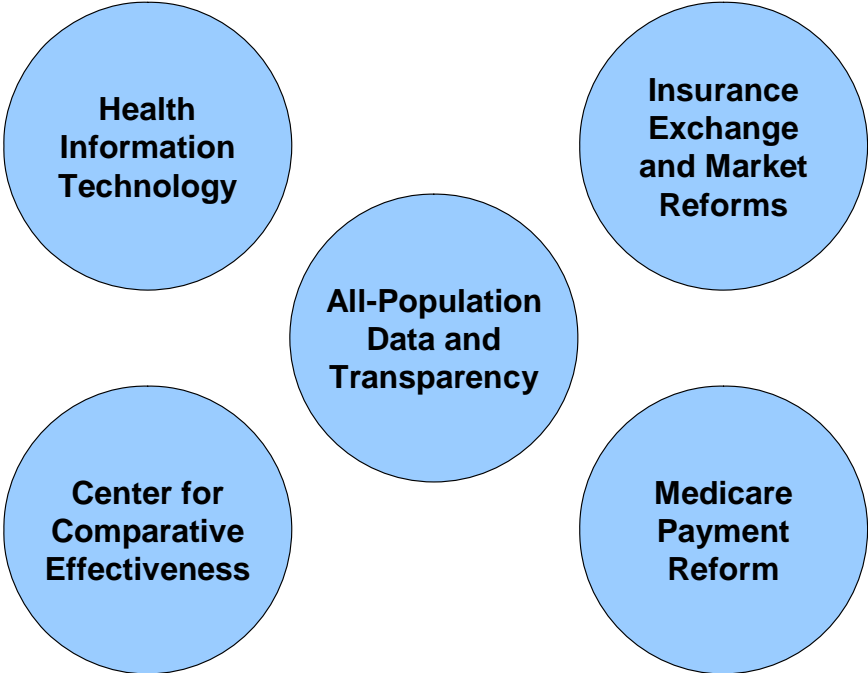 Health
Information
Technology
Insurance
Exchange
and Market
Reforms
All-Population
Data and
Transparency
Center for
Comparative
Effectiveness
Medicare
Payment
Reform